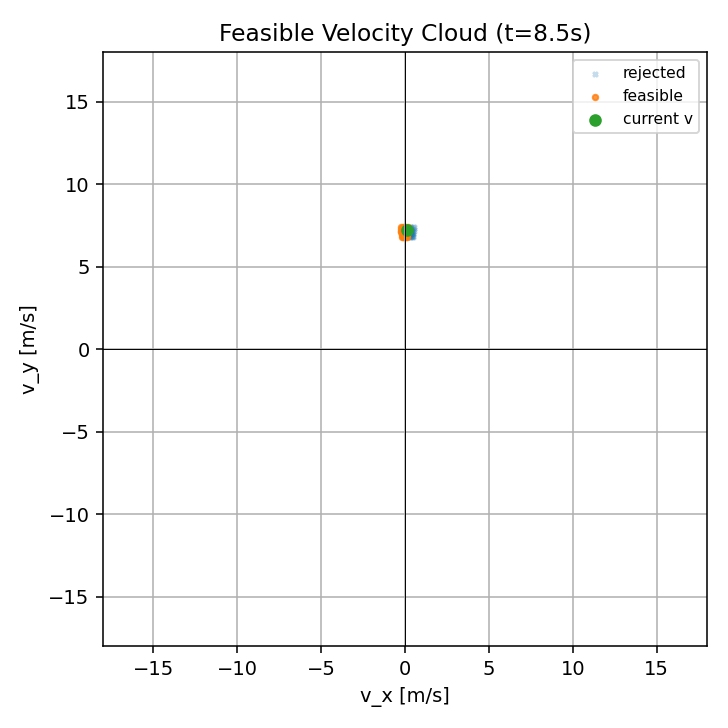 Feasible Velocity Cloud (t=8.5s)
rejected
feasible
current v
15
10
5
0
−5
−10
−15
v_y [m/s]
−15
−10
−5
0
5
10
15
v_x [m/s]